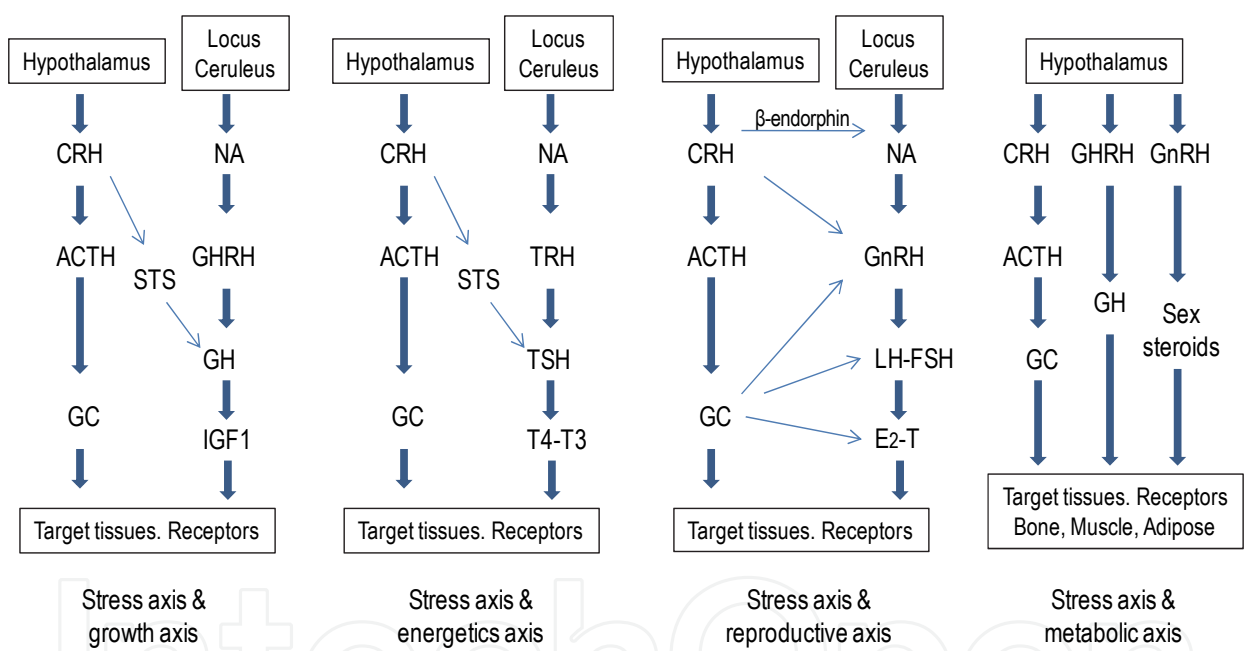 Hypothalamus
Locus
Ceruleus
CRH
NA
ACTH
STS
GHRH
GH
GC
IGF1
Target tissues. Receptors
Stress axis &
growth axis
Hypothalamus
Locus
Ceruleus
CRH
NA
ACTH
STS
TRH
TSH
GC
T4-T3
Target tissues. Receptors
Stress axis &
energetics axis
Hypothalamus
Locus
Ceruleus
β-endorphin
CRH
NA
ACTH
GnRH
LH-FSH
GC
E2-T
Target tissues. Receptors
Stress axis &
reproductive axis
Hypothalamus
CRH GHRH GnRH
ACTH
GH
Sex
steroids
GC
Target tissues. Receptors
Bone, Muscle, Adipose
Stress axis &
metabolic axis
IntechOpen